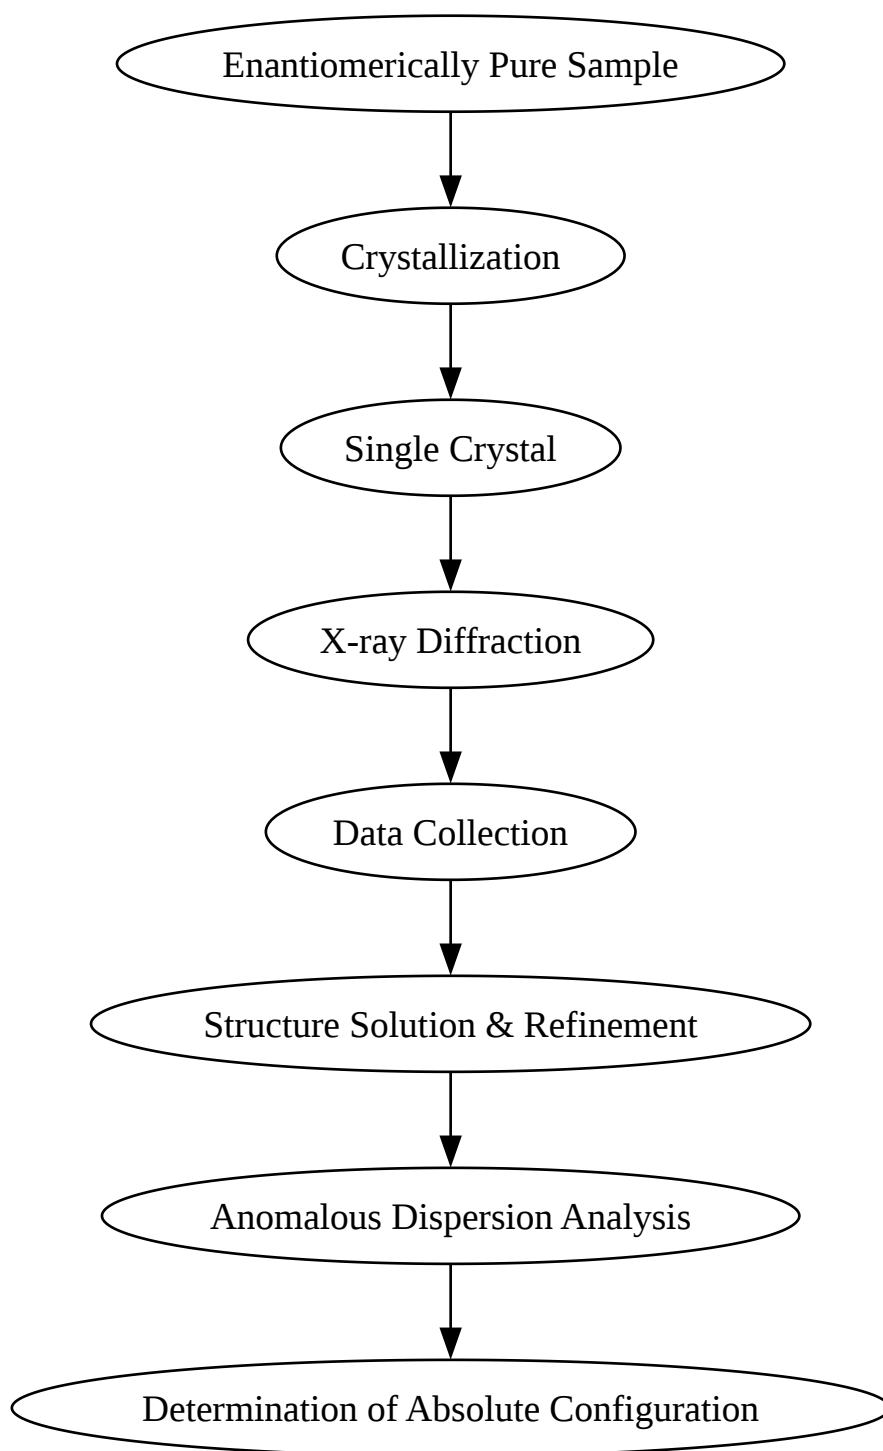 Enantiomerically Pure Sample
Crystallization
Single Crystal
X-ray Diffraction
Data Collection
Structure Solution & Refinement
Anomalous Dispersion Analysis
Determination of Absolute Configuration